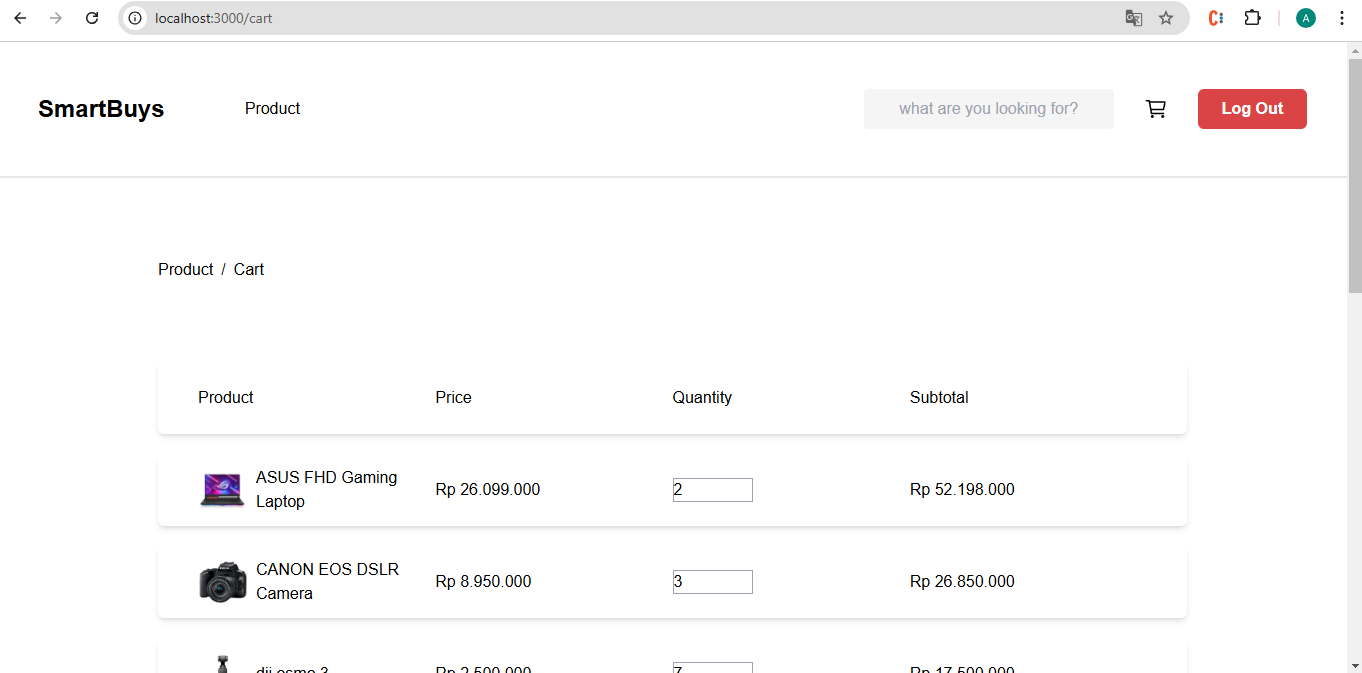 localhost:3000/cart
A
SmartBuys
Product
what are you looking for?
Log Out
Product / Cart
Product Price Quantity Subtotal
ASUS FHD Gaming
Laptop
Rp 26.099.000 2 Rp 52.198.000
CANON EOS DSLR
Camera
Rp 8.950.000 3 Rp 26.850.000
dji osmo 3 Rp 2.500.000 7 Rp 17.500.000